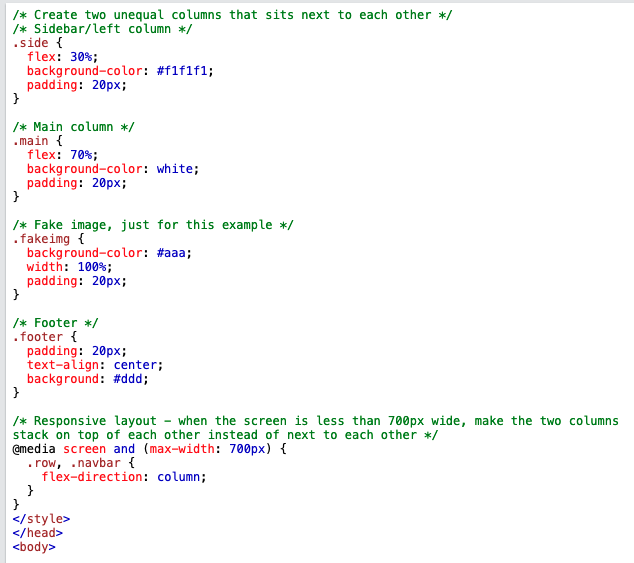 /* Create two unequal columns that sits next to each other */
/* Sidebar/left column */
.side {
  flex: 30%;
  background-color: #f1f1f1;
  padding: 20px;
}

/* Main column */
.main {
  flex: 70%;
  background-color: white;
  padding: 20px;
}

/* Fake image, just for this example */
.fakeimg {
  background-color: #aaa;
  width: 100%;
  padding: 20px;
}

/* Footer */
.footer {
  padding: 20px;
  text-align: center;
  background: #ddd;
}

/* Responsive layout - when the screen is less than 700px wide, make the two columns
stack on top of each other instead of next to each other */
@media screen and (max-width: 700px) {
  .row, .navbar {
    flex-direction: column;
  }
}
</style>
</head>
<body>